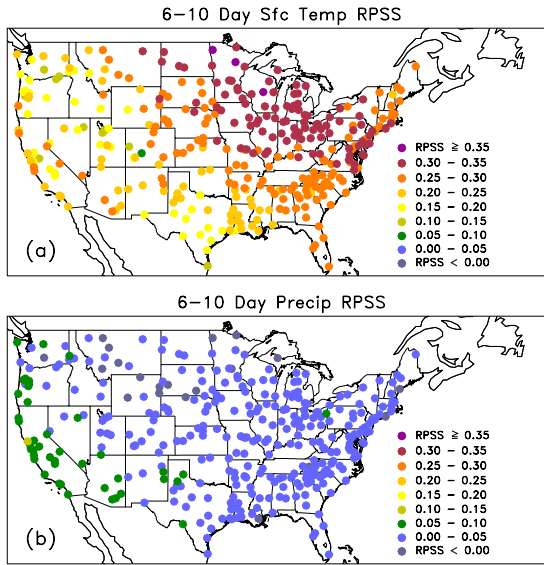 6-10 Day Sfc Temp RPSS
RPSS ≧ 0.35
0.30 - 0.35
0.25 - 0.30
0.20 - 0.25
0.15 - 0.20
0.10 - 0.15
0.05 - 0.10
0.00 - 0.05
RPSS < 0.00
(a)
6-10 Day Precip RPSS
RPSS ≧ 0.35
0.30 - 0.35
0.25 - 0.30
0.20 - 0.25
0.15 - 0.20
0.10 - 0.15
0.05 - 0.10
0.00 - 0.05
RPSS < 0.00
(b)